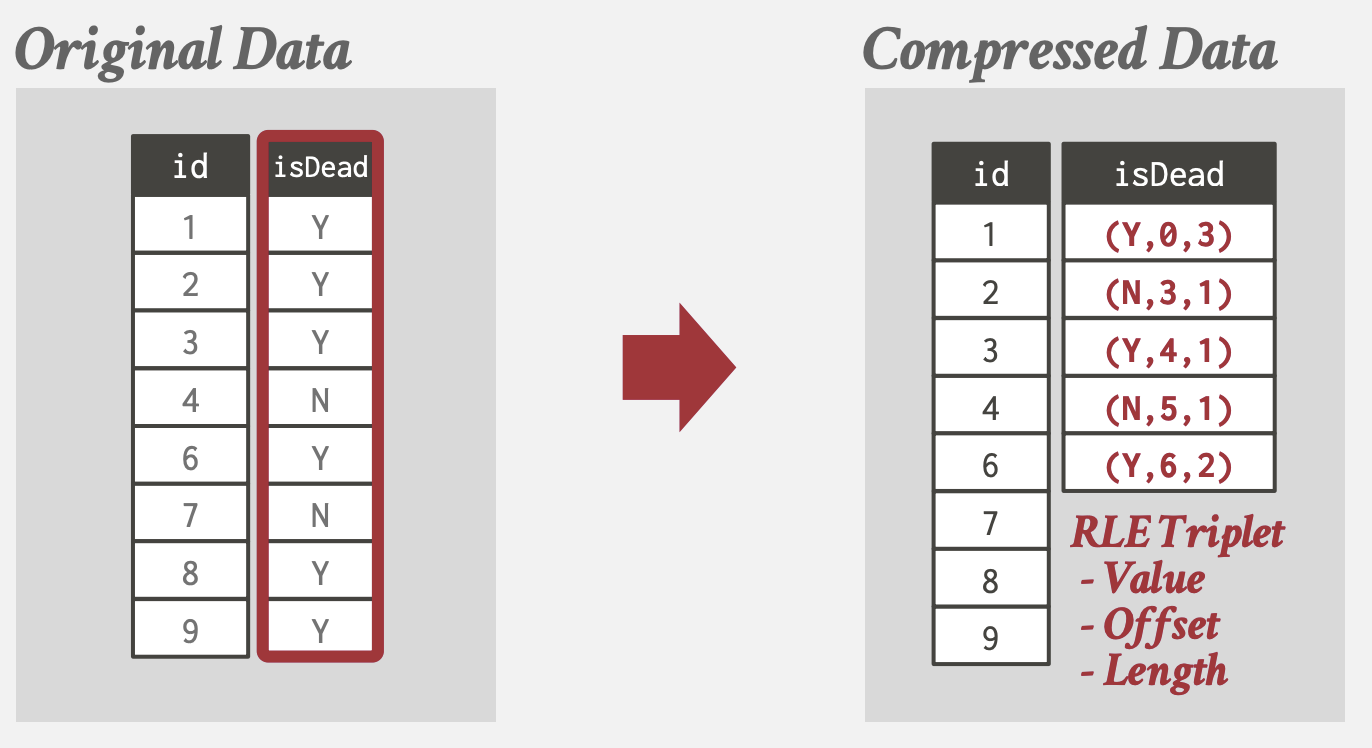 Original Data
id isDead
1 Y
2 Y
3 Y
4 N
6 Y
7 N
8 Y
9 Y
Compressed Data
id isDead
1 (Y,0,3)
2 (N,3,1)
3 (Y,4,1)
4 (N,5,1)
6 (Y,6,2)
7
8
9
RLE Triplet
- Value
- Offset
- Length